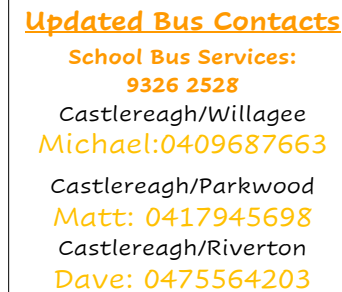 Updated Bus Contacts
School Bus Services:
9326 2528
Castlereagh/Willagee
Michael:0409687663
Castlereagh/Parkwood
Matt: 0417945698
Castlereagh/Riverton
Dave: 0475564203